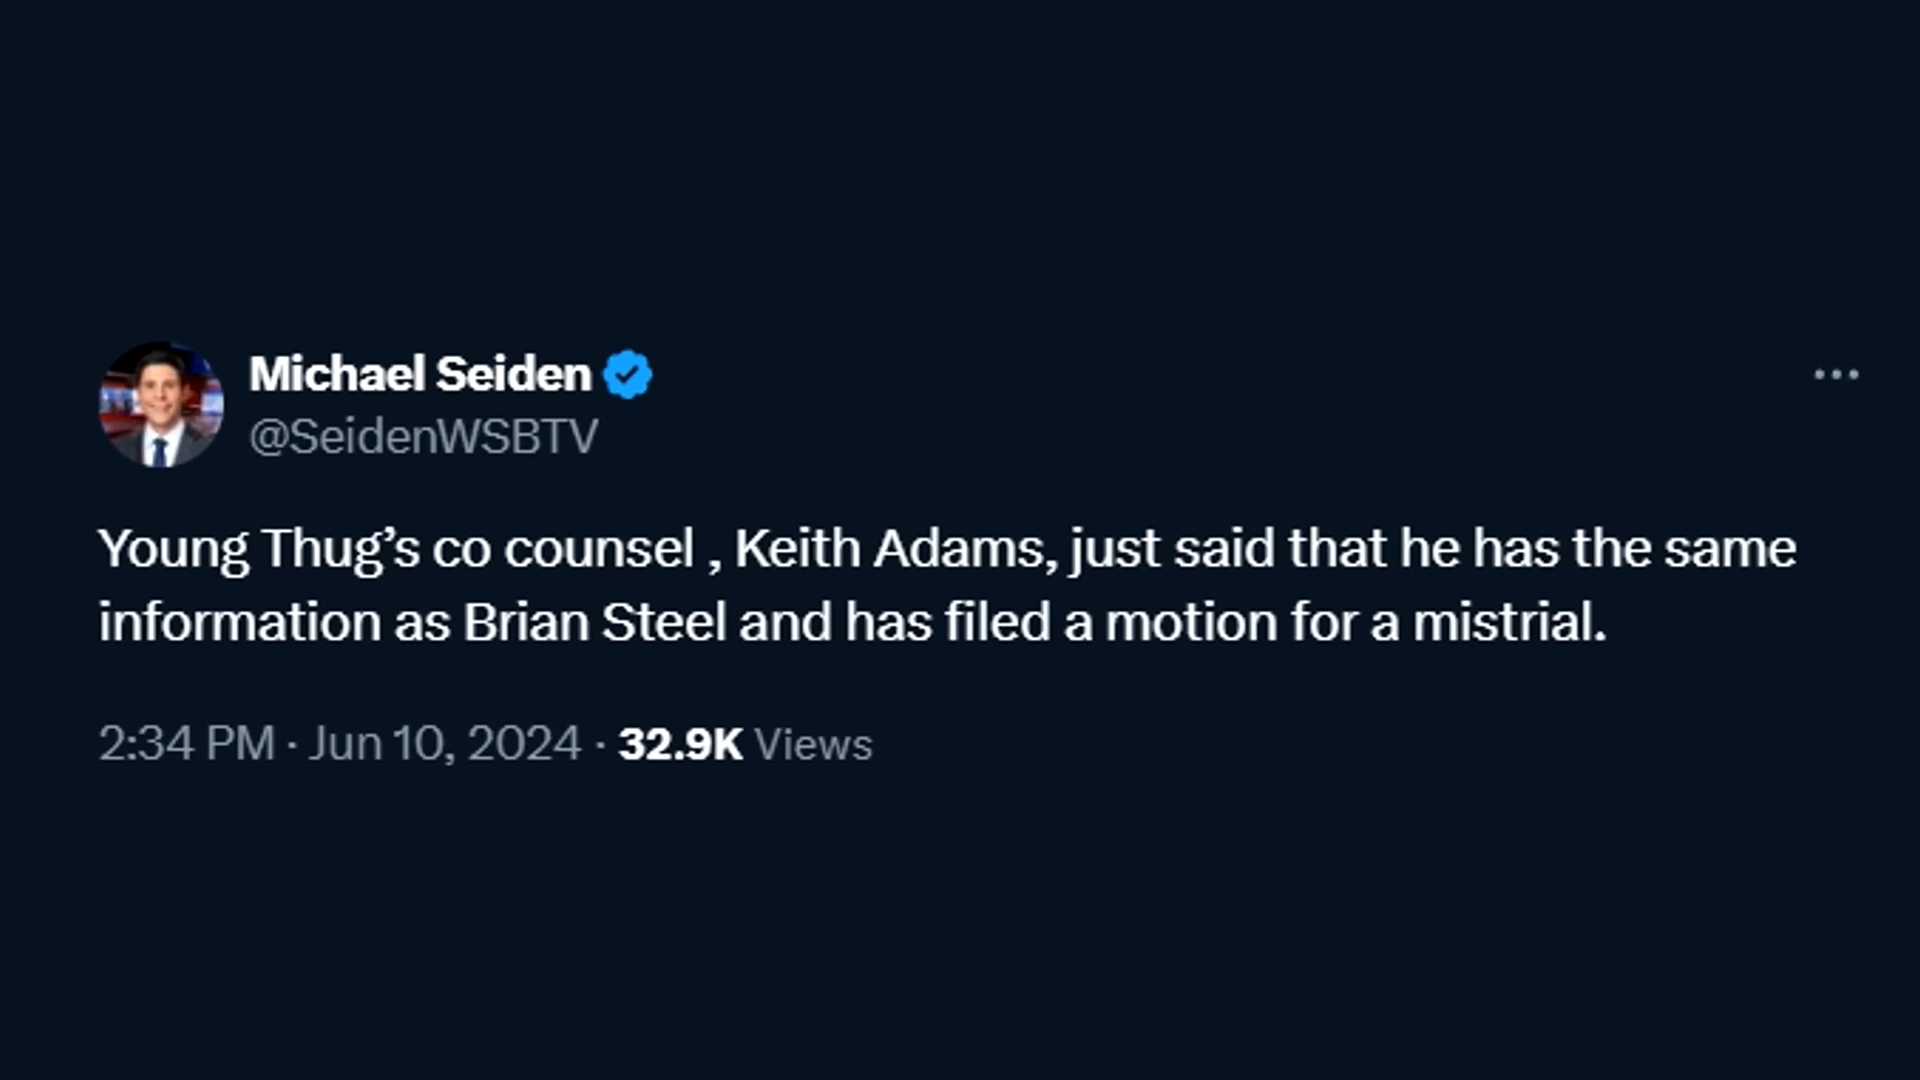 Michael Seiden
@SeidenWSBTV
Young Thug’s co counsel , Keith Adams, just said that he has the same
information as Brian Steel and has filed a motion for a mistrial.
2:34 PM · Jun 10, 2024 · 32.9K Views